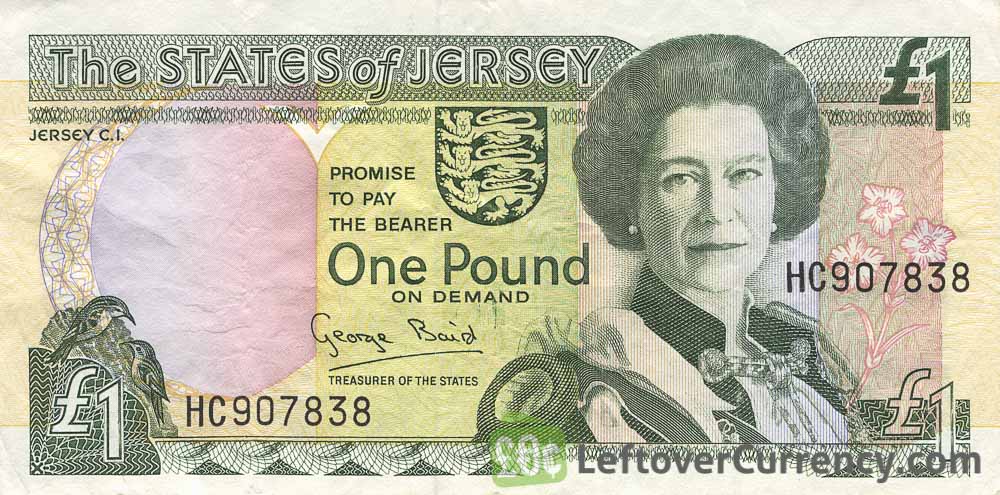 The STATES of JERSEY
£1
JERSEY C.I.
PROMISE
TO PAY
THE BEARER
One Pound
ON DEMAND
HC907838
George Baird
TREASURER OF THE STATES
£1
HC907838
£1
LeftoverCurrency.com